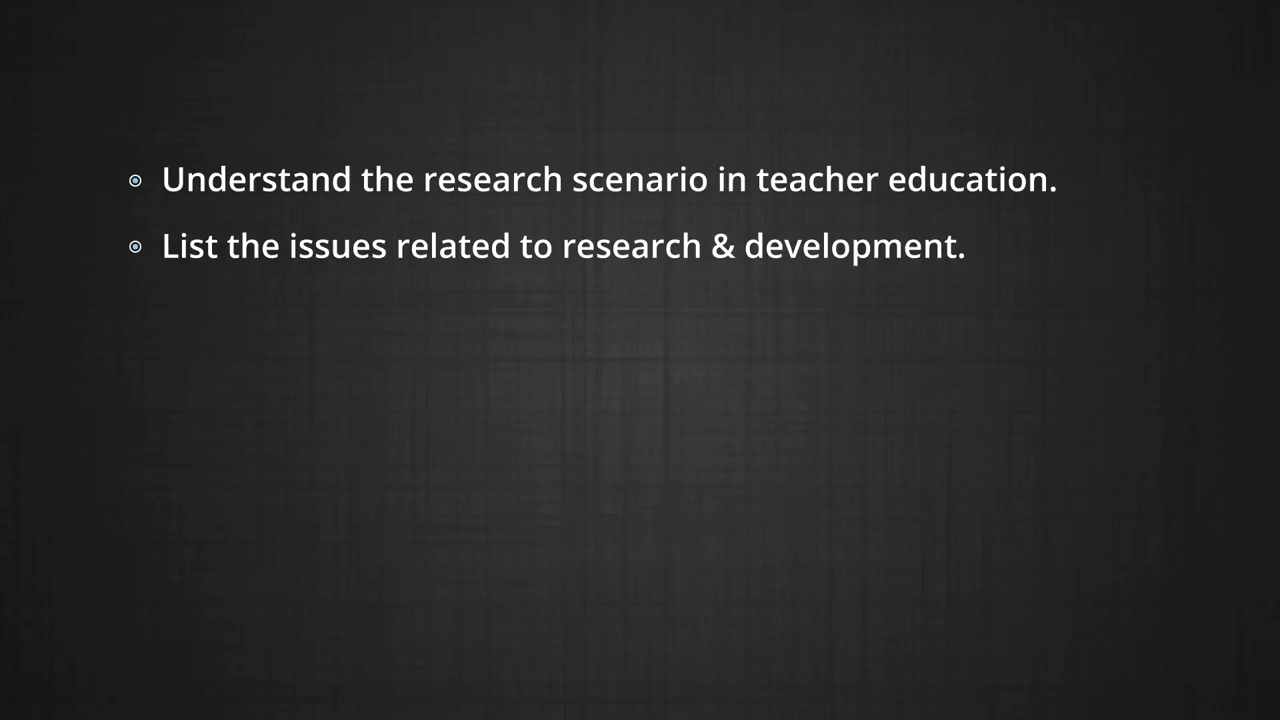 Understand the research scenario in teacher education.
List the issues related to research & development.